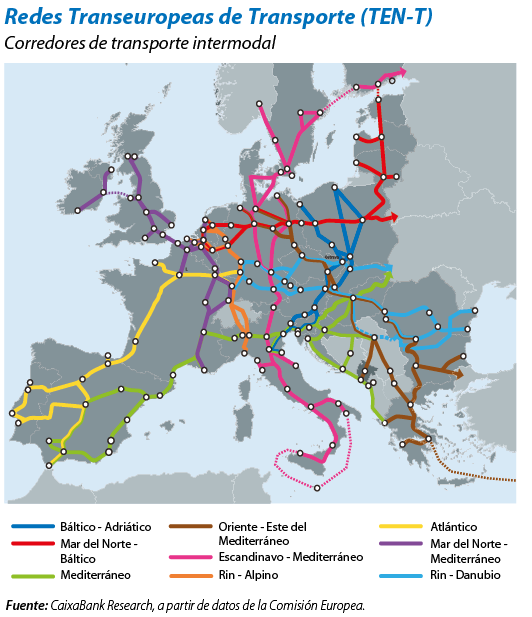 Redes Transeuropeas de Transporte (TEN-T)
Corredores de transporte intermodal
Báltico - Adriático
Mar del Norte -
Báltico
Mediterráneo
Oriente - Este del
Mediterráneo
Escandinavo - Mediterráneo
Rin - Alpino
Atlántico
Mar del Norte -
Mediterráneo
Rin - Danubio
Fuente: CaixaBank Research, a partir de datos de la Comisión Europea.